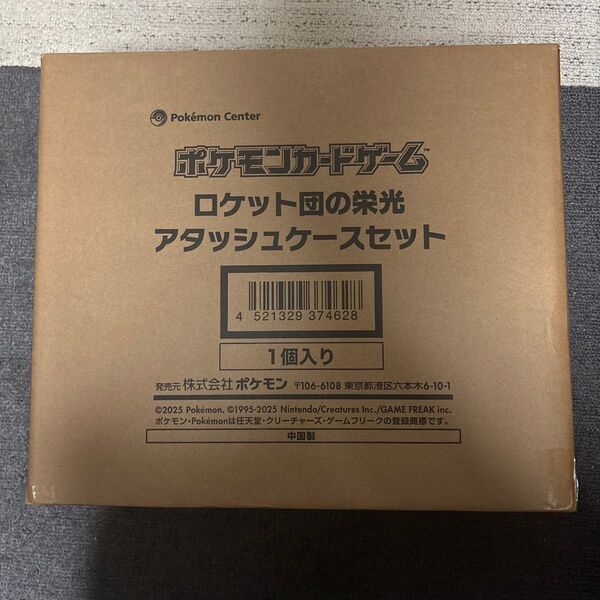 Pokémon Center
ポケモンカードゲーム™
ロケット団の栄光
アタッシュケースセット
4 521329 374628
1個入り
発売元 株式会社ポケモン 〒106-6108 東京都港区六本木6-10-1
©2025 Pokémon. ©1995-2025 Nintendo/Creatures Inc./GAME FREAK inc.
ポケモン・Pokémonは任天堂・クリーチャーズ・ゲームフリークの登録商標です。
中国製